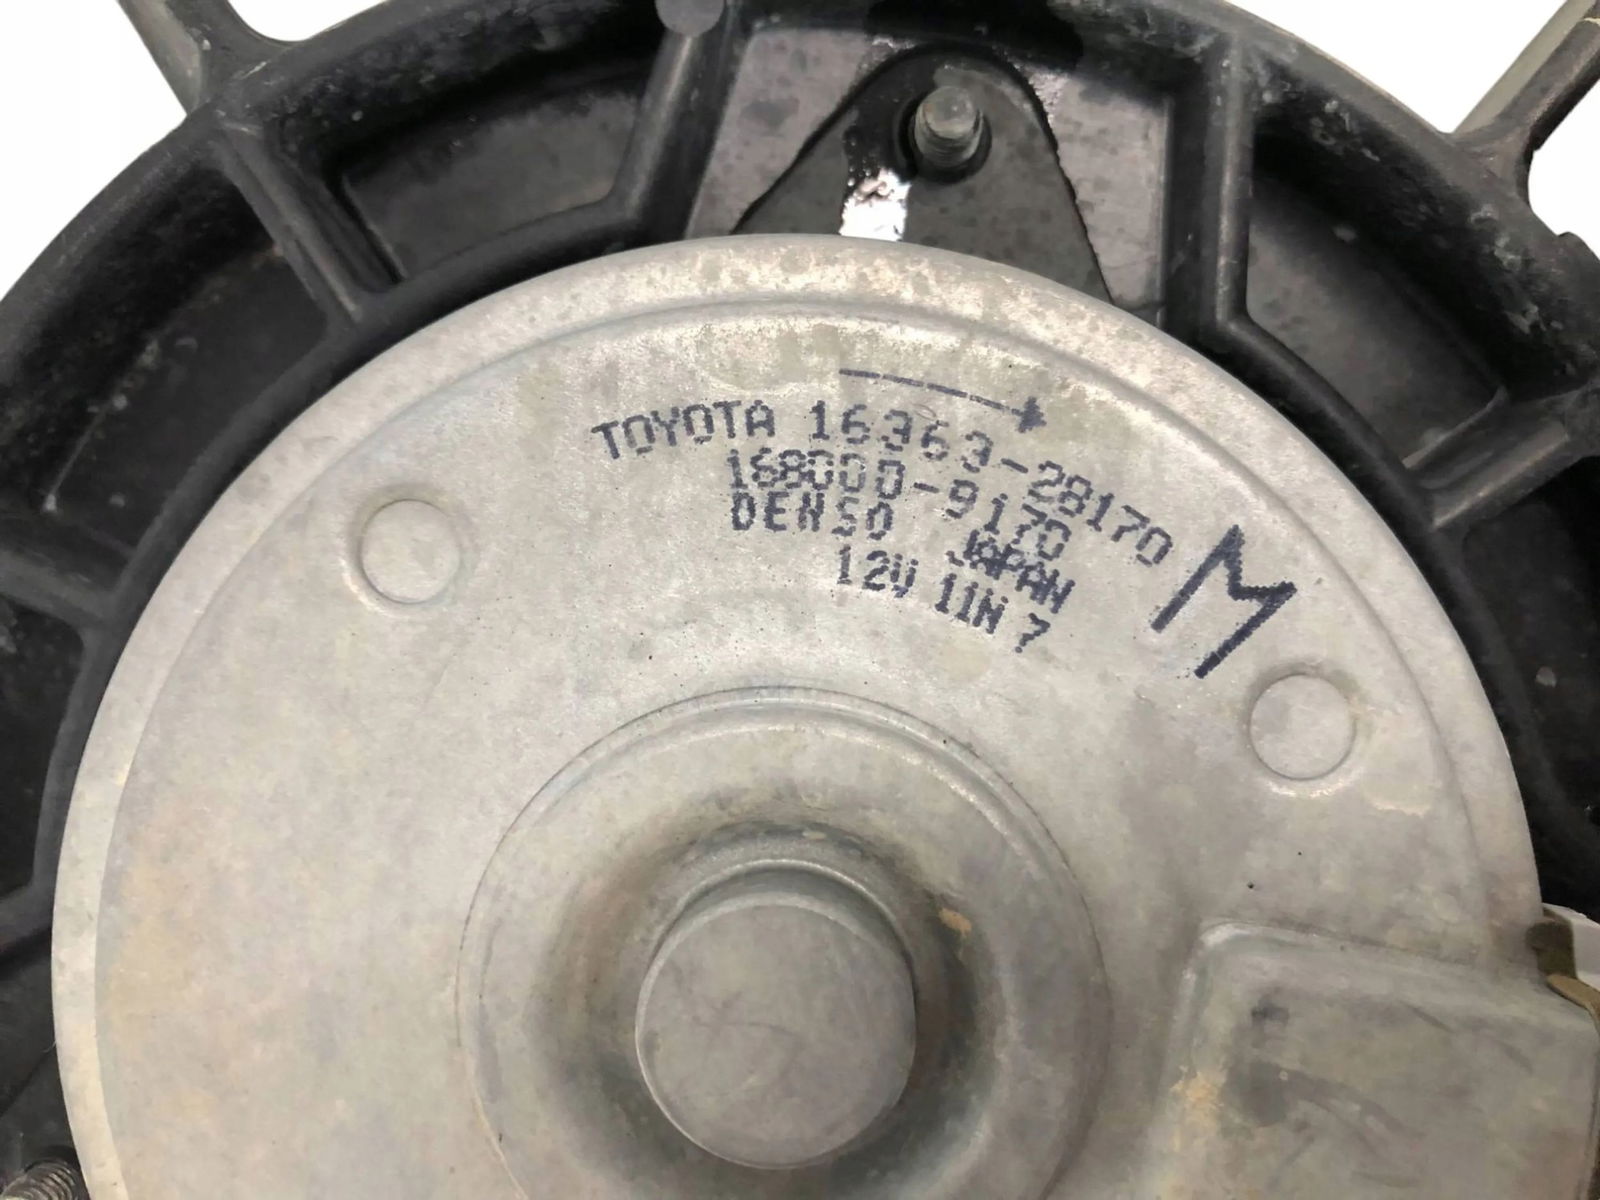 TOYOTA 16363-28170
168000-9170
DENSO JAPAN
12V 11N 7
M